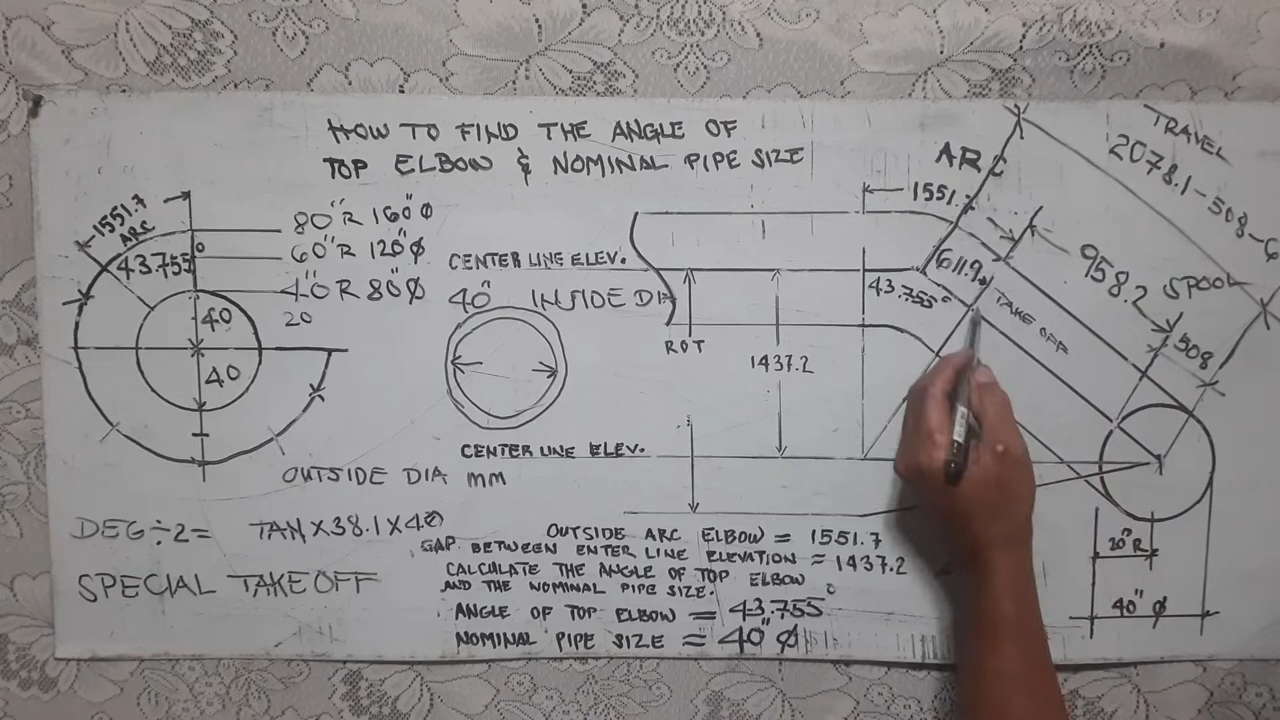 HOW TO FIND THE ANGLE OF
TOP ELBOW & NOMINAL PIPE SIZE
1551.7
ARC
43.755°
80"R 160"Ø
60"R 120"Ø
40"R 80"Ø
20
40
40
OUTSIDE DIA mm
CENTER LINE ELEV.
40" INSIDE DIA
CENTER LINE ELEV.
ROT
1437.2
ARC
1551.7
43.755°
611.9
TAKE OFF
TRAVEL
2078.1-508-6
958.2
SPOOL
508
20"R
40" Ø
DEG÷2= TAN×38.1×40
SPECIAL TAKE OFF
OUTSIDE ARC ELBOW = 1551.7
GAP BETWEEN ENTER LINE ELEVATION = 1437.2
CALCULATE THE ANGLE OF TOP ELBOW
AND THE NOMINAL PIPE SIZE.
ANGLE OF TOP ELBOW = 43.755°
NOMINAL PIPE SIZE = 40" Ø